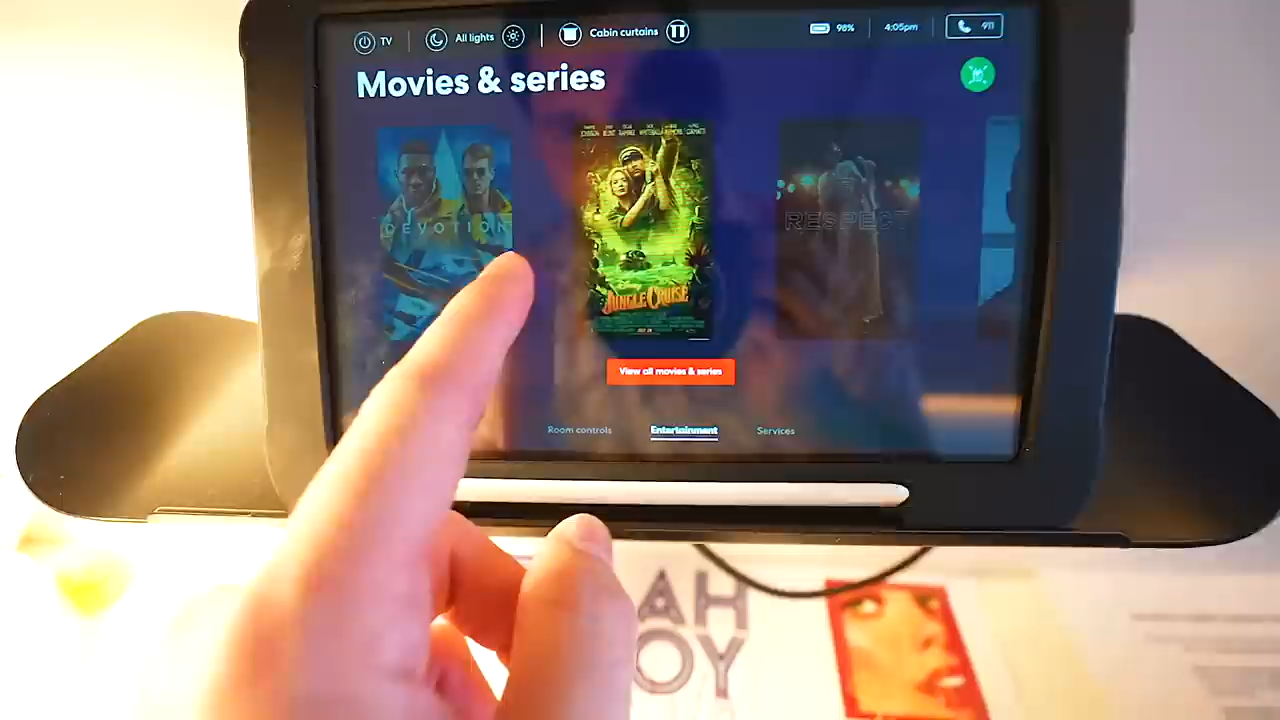 TV
All lights
Cabin curtains
98%
4:05pm
911
Movies & series
DEVOTION
JUNGLE CRUISE
RESPECT
View all movies & series
Room controls
Entertainment
Services
AH
OY